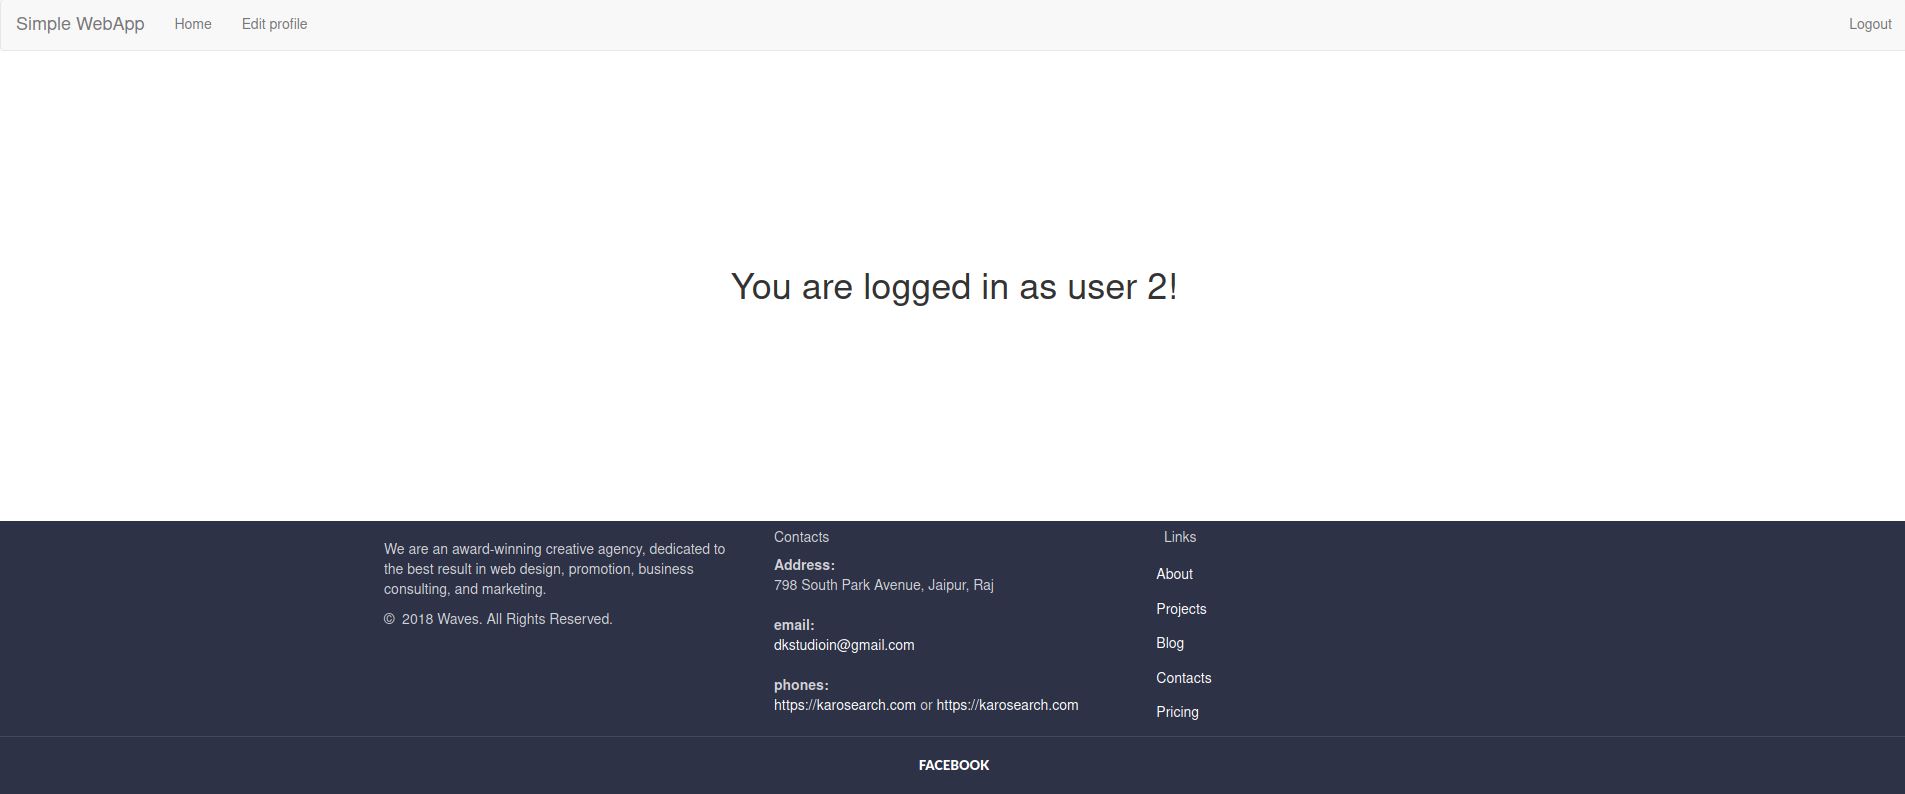 Simple WebApp Home Edit profile Logout
You are logged in as user 2!
We are an award-winning creative agency, dedicated to
the best result in web design, promotion, business
consulting, and marketing.
© 2018 Waves. All Rights Reserved.
Contacts
Address:
798 South Park Avenue, Jaipur, Raj
email:
dkstudioin@gmail.com
phones:
https://karosearch.com or https://karosearch.com
Links
About
Projects
Blog
Contacts
Pricing
FACEBOOK